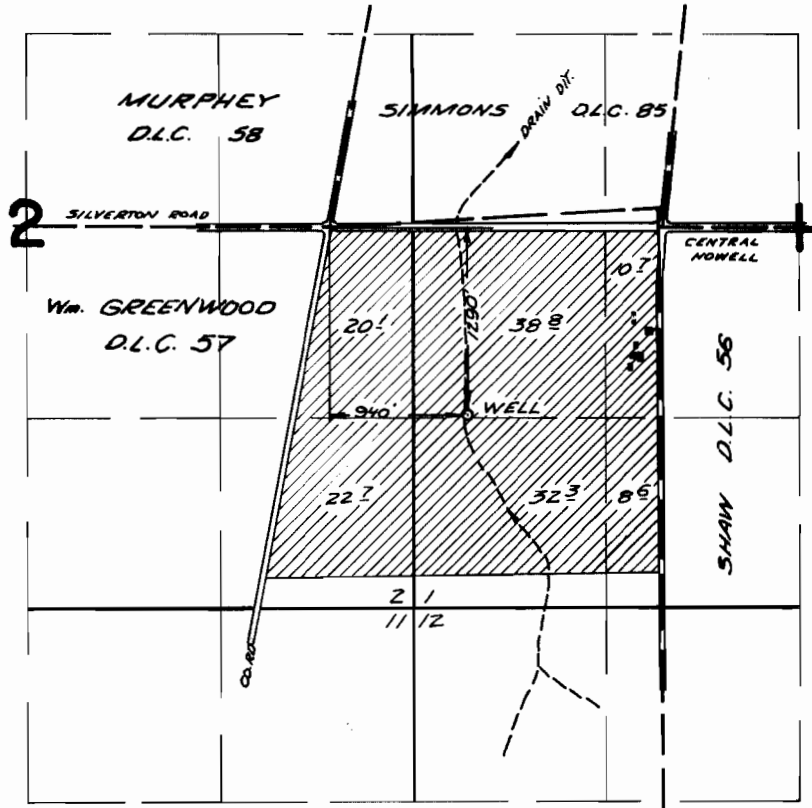 MURPHEY
D.L.C. 58
SIMMONS D.L.C. 85
DRAIN DIT.
2
SILVERTON ROAD
1
CENTRAL
HOWELL
Wm. GREENWOOD
D.L.C. 57
20.1
38.8
10.7
1290'
940'
WELL
22.7
32.3
8.6
SHAW D.L.C. 56
2 1
11 12
CO. RD.